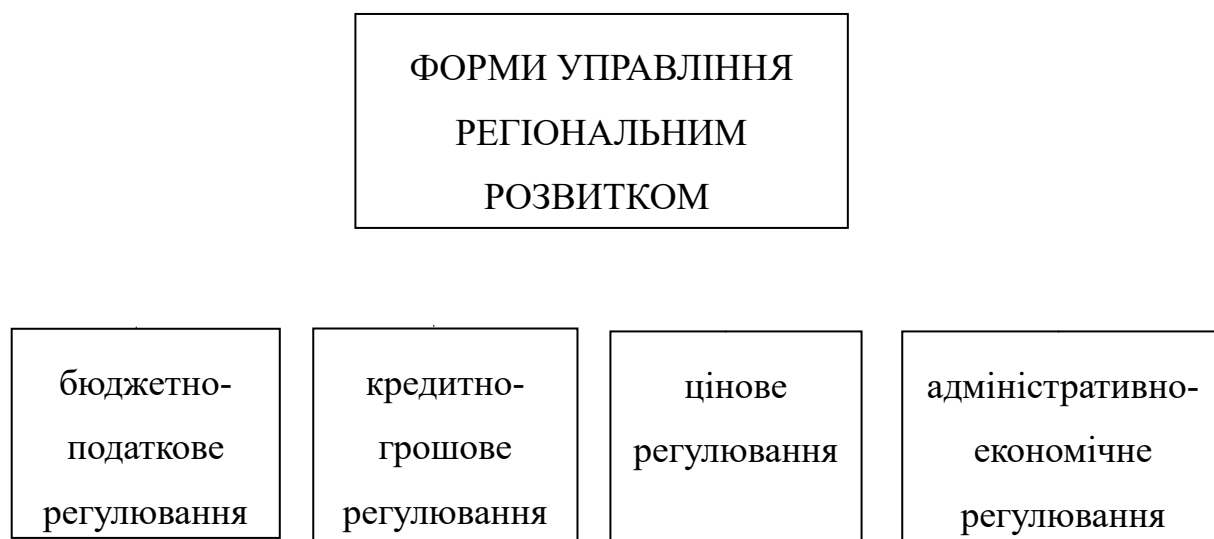 ФОРМИ УПРАВЛІННЯ
РЕГІОНАЛЬНИМ
РОЗВИТКОМ
бюджетно-
податкове
регулювання
кредитно-
грошове
регулювання
цінове
регулювання
адміністративно-
економічне
регулювання